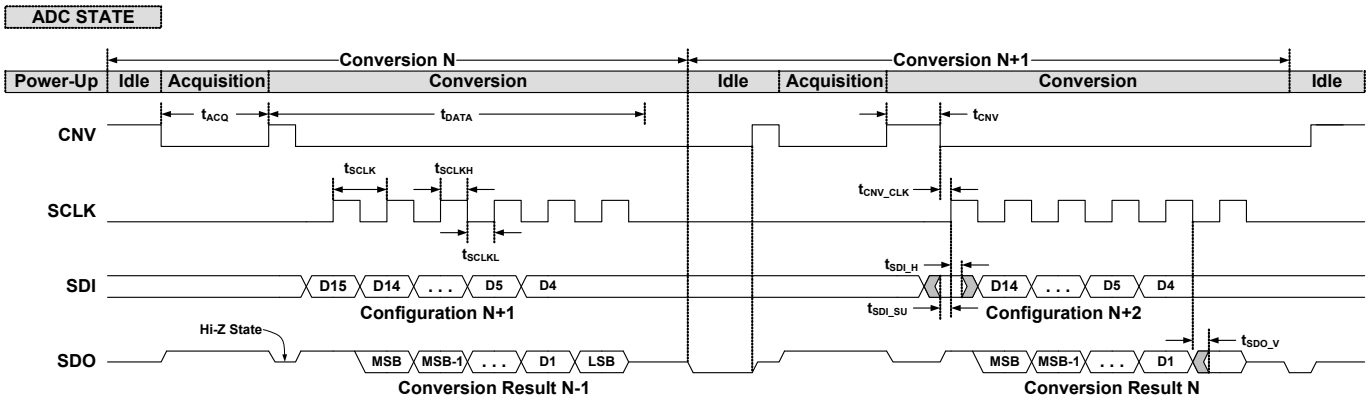 ADC STATE
Conversion N Conversion N+1
Power-Up Idle Acquisition Conversion Idle Acquisition Conversion Idle
tACQ tDATA tCNV
CNV
tSCLK tSCLKH tCNV_CLK
SCLK
tSCLKL
tSDI_H
SDI D15 D14 . . . D5 D4 D14 . . . D5 D4
tSDI_SU
Configuration N+1 Configuration N+2
Hi-Z State
tSDO_V
SDO MSB MSB-1 . . . D1 LSB MSB MSB-1 . . . D1
Conversion Result N-1 Conversion Result N